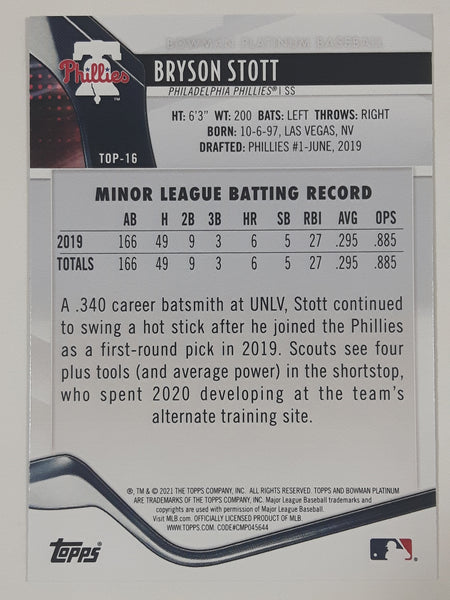 BOWMAN PLATINUM BASEBALL
Phillies
TM
BRYSON STOTT
PHILADELPHIA PHILLIES® | SS
HT: 6'3" WT: 200 BATS: LEFT THROWS: RIGHT
BORN: 10-6-97, LAS VEGAS, NV
DRAFTED: PHILLIES #1-JUNE, 2019
TOP-16
MINOR LEAGUE BATTING RECORD
AB H 2B 3B HR SB RBI AVG OPS
2019 166 49 9 3 6 5 27 .295 .885
TOTALS 166 49 9 3 6 5 27 .295 .885
A .340 career batsmith at UNLV, Stott continued
to swing a hot stick after he joined the Phillies
as a first-round pick in 2019. Scouts see four
plus tools (and average power) in the shortstop,
who spent 2020 developing at the team's
alternate training site.
®, TM & © 2021 THE TOPPS COMPANY, INC. ALL RIGHTS RESERVED. TOPPS AND BOWMAN PLATINUM
ARE TRADEMARKS OF THE TOPPS COMPANY, INC. Major League Baseball trademarks and
copyrights are used with permission of Major League Baseball.
Visit MLB.com. OFFICIALLY LICENSED PRODUCT OF MLB.
WWW.TOPPS.COM. CODE#CMP045644
TOPPS